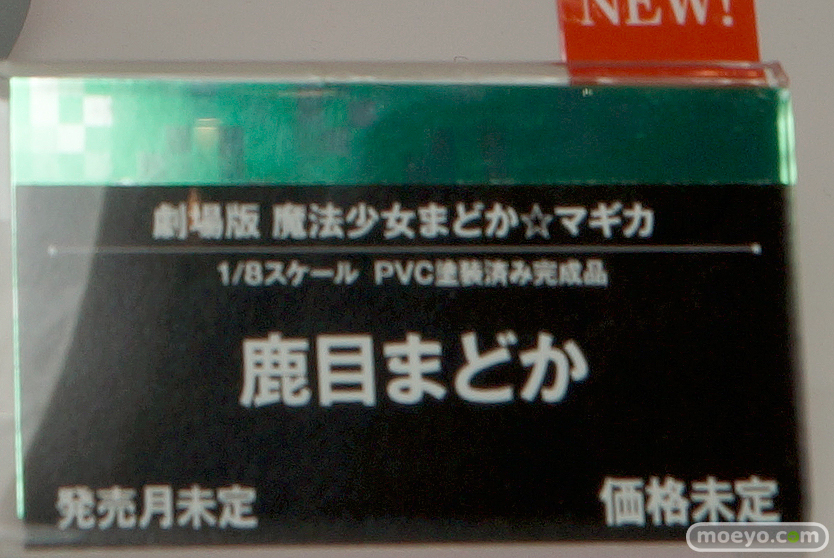 NEW!
劇場版 魔法少女まどか☆マギカ
1/8スケール PVC塗装済み完成品
鹿目まどか
発売月未定
価格未定
moeyo.com